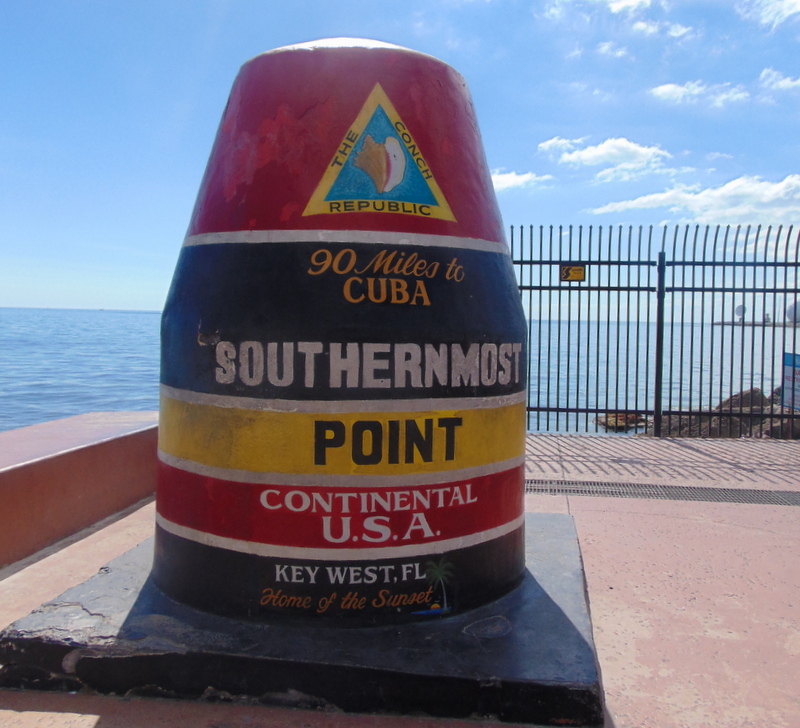 THE CONCH
REPUBLIC
90 Miles to
CUBA
SOUTHERNMOST
POINT
CONTINENTAL
U.S.A.
KEY WEST, FL
Home of the Sunset